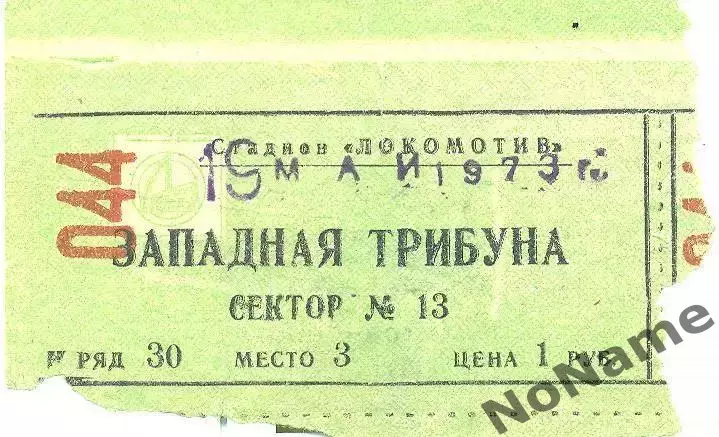 Стадион «ЛОКОМОТИВ»
19 МАЙ 1973 г.
044
ЗАПАДНАЯ ТРИБУНА
СЕКТОР № 13
РЯД 30 МЕСТО 3 ЦЕНА 1 РУБ.
NoName